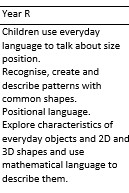 Year R
Children use everyday
language to talk about size
position.
Recognise, create and
describe patterns with
common shapes.
Positional language.
Explore characteristics of
everyday objects and 2D and
3D shapes and use
mathematical language to
describe them.